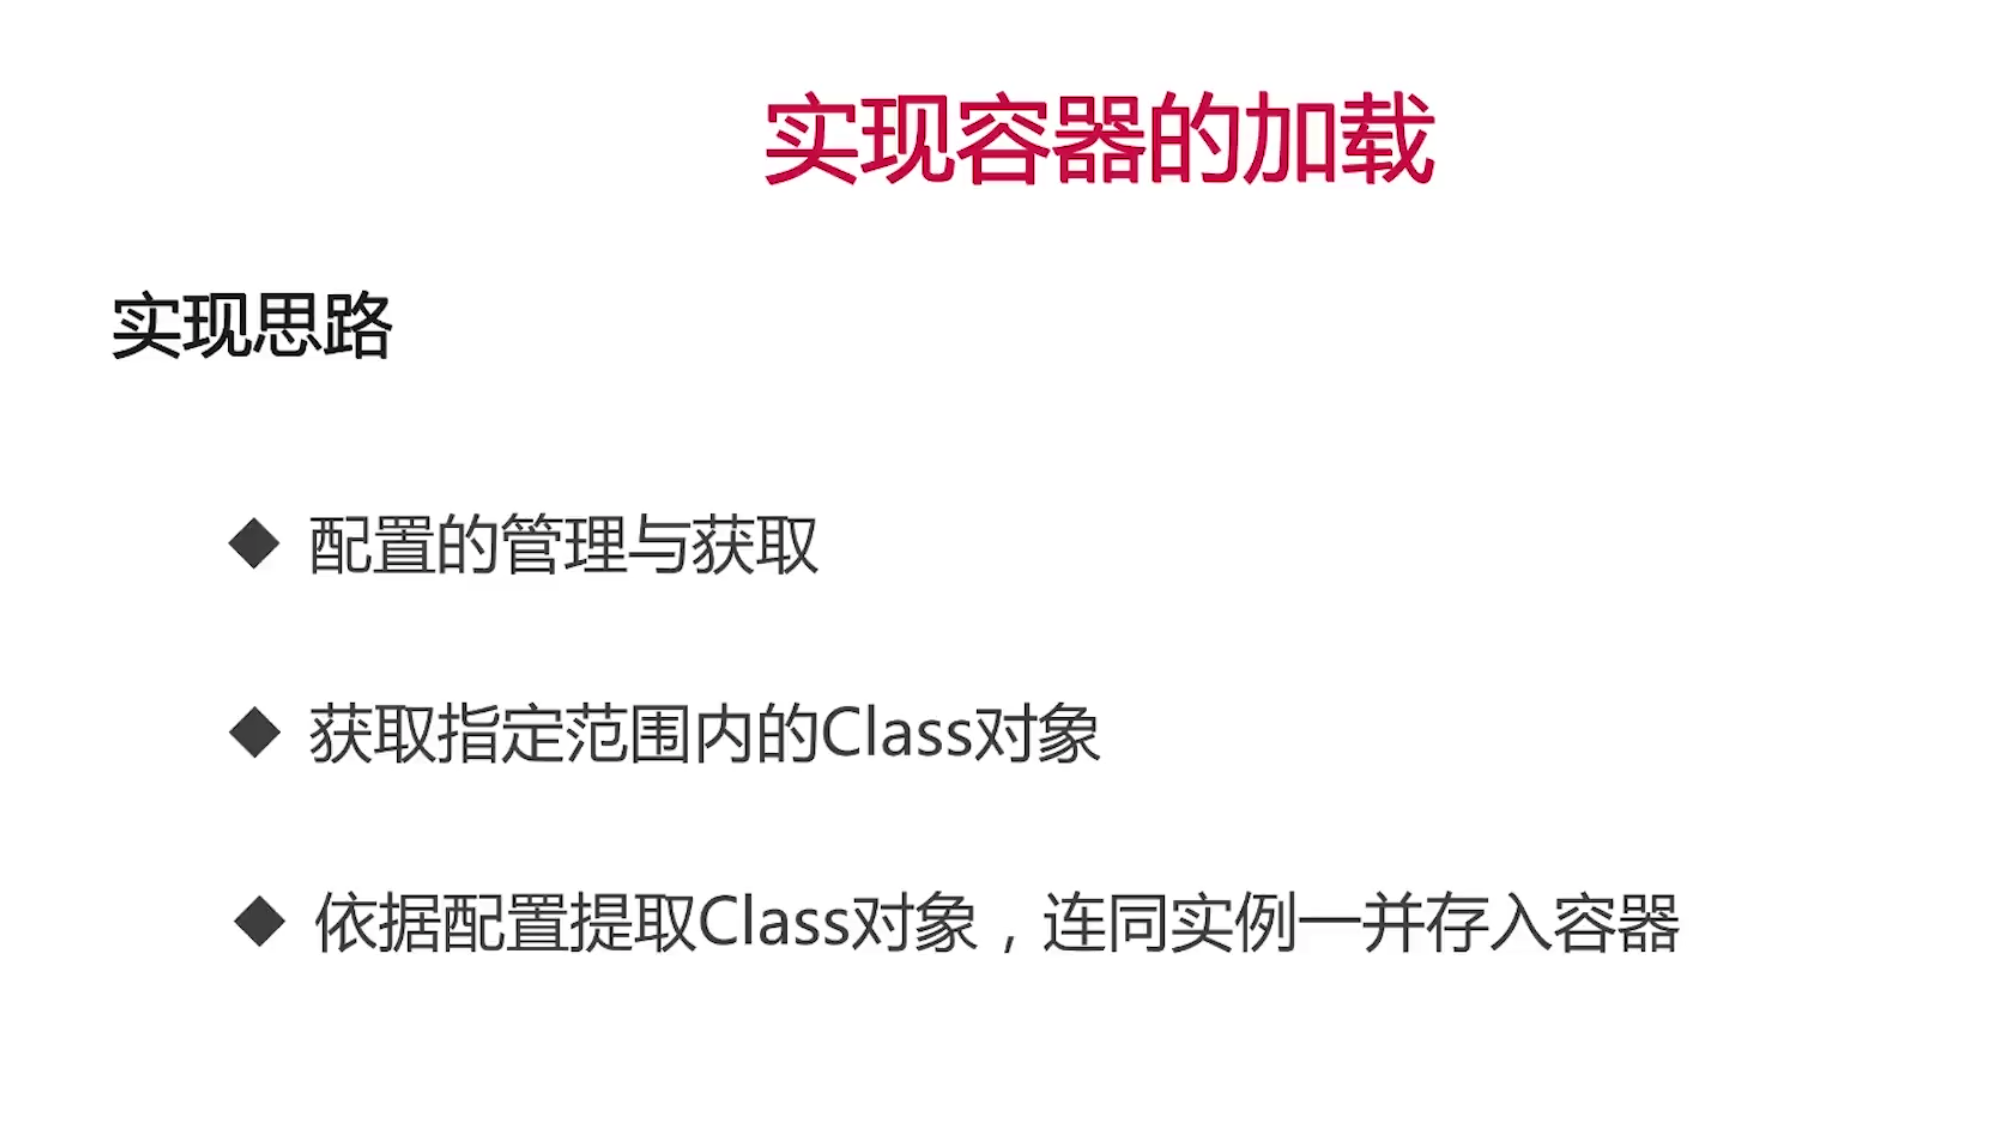 实现容器的加载
实现思路
◆ 配置的管理与获取
◆ 获取指定范围内的Class对象
◆ 依据配置提取Class对象，连同实例一并存入容器